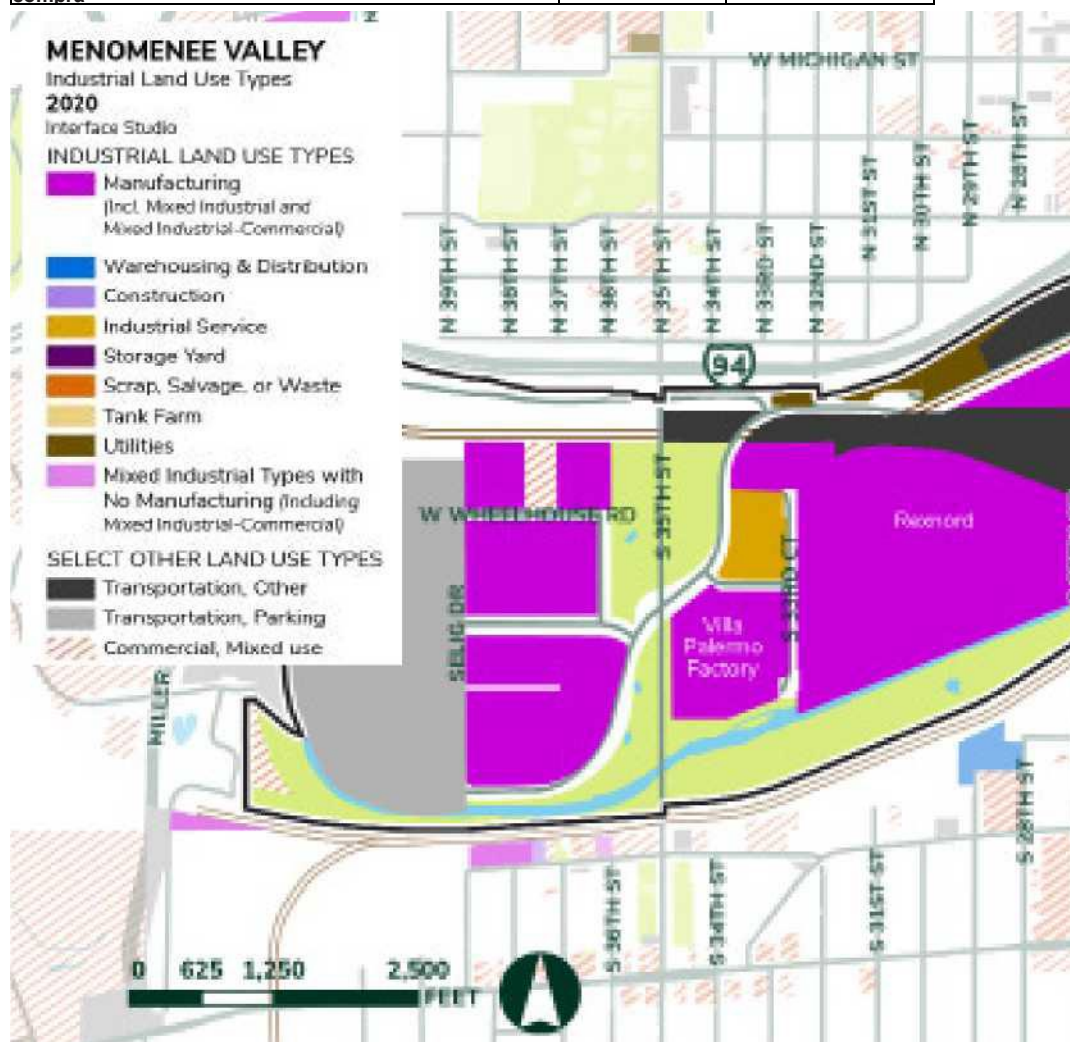 compra
MENOMENEE VALLEY
Industrial Land Use Types
2020
Interface Studio
INDUSTRIAL LAND USE TYPES
Manufacturing
(Incl. Mixed Industrial and
Mixed Industrial-Commercial)
Warehousing & Distribution
Construction
Industrial Service
Storage Yard
Scrap, Salvage, or Waste
Tank Farm
Utilities
Mixed Industrial Types with
No Manufacturing (Including
Mixed Industrial-Commercial)
SELECT OTHER LAND USE TYPES
Transportation, Other
Transportation, Parking
Commercial, Mixed use
W MICHIGAN ST
N 39TH ST
N 38TH ST
N 37TH ST
N 36TH ST
N 35TH ST
N 34TH ST
N 33RD ST
N 32ND ST
N 31ST ST
N 30TH ST
N 29TH ST
N 28TH ST
94
W WHEELHOUSE RD
S 35TH ST
Rexnord
S 33RD CT
SELIG DR
Villa
Palermo
Factory
MILLER
S 28TH ST
S 36TH ST
S 34TH ST
S 31ST ST
0 625 1,250 2,500
FEET